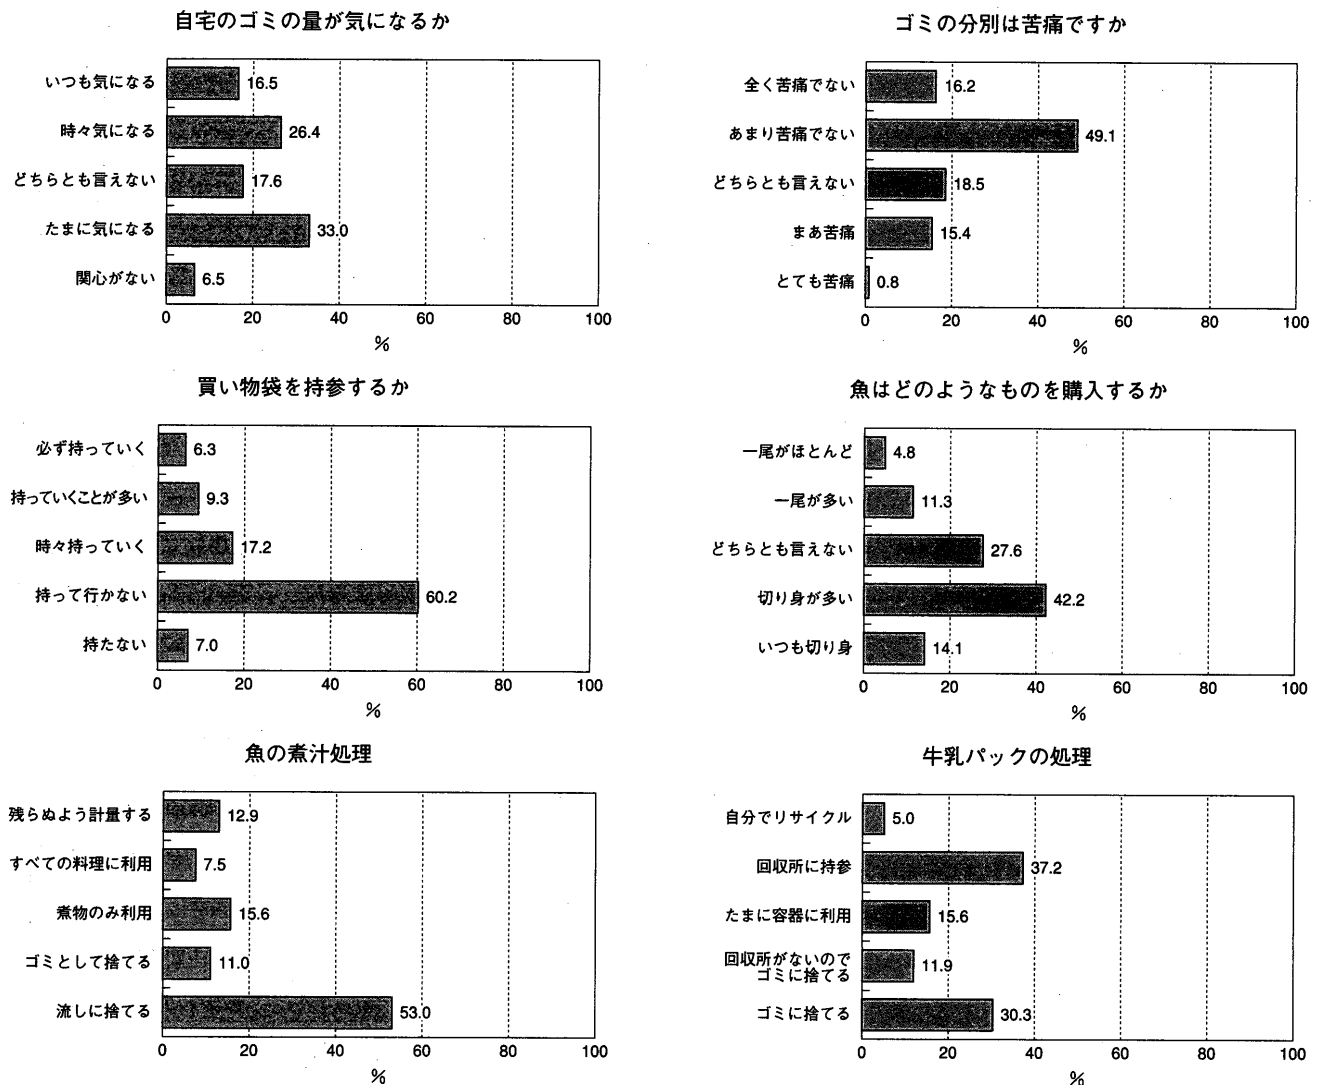 自宅のゴミの量が気になるか
いつも気になる 16.5
時々気になる 26.4
どちらとも言えない 17.6
たまに気になる 33.0
関心がない 6.5
0 20 40 60 80 100
%
ゴミの分別は苦痛ですか
全く苦痛でない 16.2
あまり苦痛でない 49.1
どちらとも言えない 18.5
まあ苦痛 15.4
とても苦痛 0.8
0 20 40 60 80 100
%
買い物袋を持参するか
必ず持っていく 6.3
持っていくことが多い 9.3
時々持っていく 17.2
持って行かない 60.2
持たない 7.0
0 20 40 60 80 100
%
魚はどのようなものを購入するか
一尾がほとんど 4.8
一尾が多い 11.3
どちらとも言えない 27.6
切り身が多い 42.2
いつも切り身 14.1
0 20 40 60 80 100
%
魚の煮汁処理
残らぬよう計量する 12.9
すべての料理に利用 7.5
煮物のみ利用 15.6
ゴミとして捨てる 11.0
流しに捨てる 53.0
0 20 40 60 80 100
%
牛乳パックの処理
自分でリサイクル 5.0
回収所に持参 37.2
たまに容器に利用 15.6
回収所がないので
ゴミに捨てる 11.9
ゴミに捨てる 30.3
0 20 40 60 80 100
%